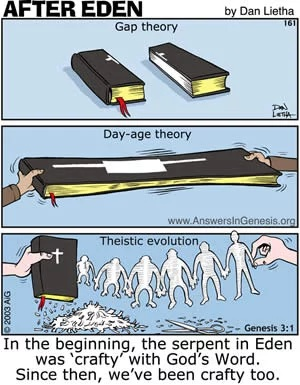 AFTER EDEN
by Dan Lietha
161
Gap theory
DAN
LIETHA
Day-age theory
www.AnswersInGenesis.org
Theistic evolution
© 2003 AiG
Genesis 3:1
In the beginning, the serpent in Eden
was ‘crafty’ with God’s Word.
Since then, we’ve been crafty too.